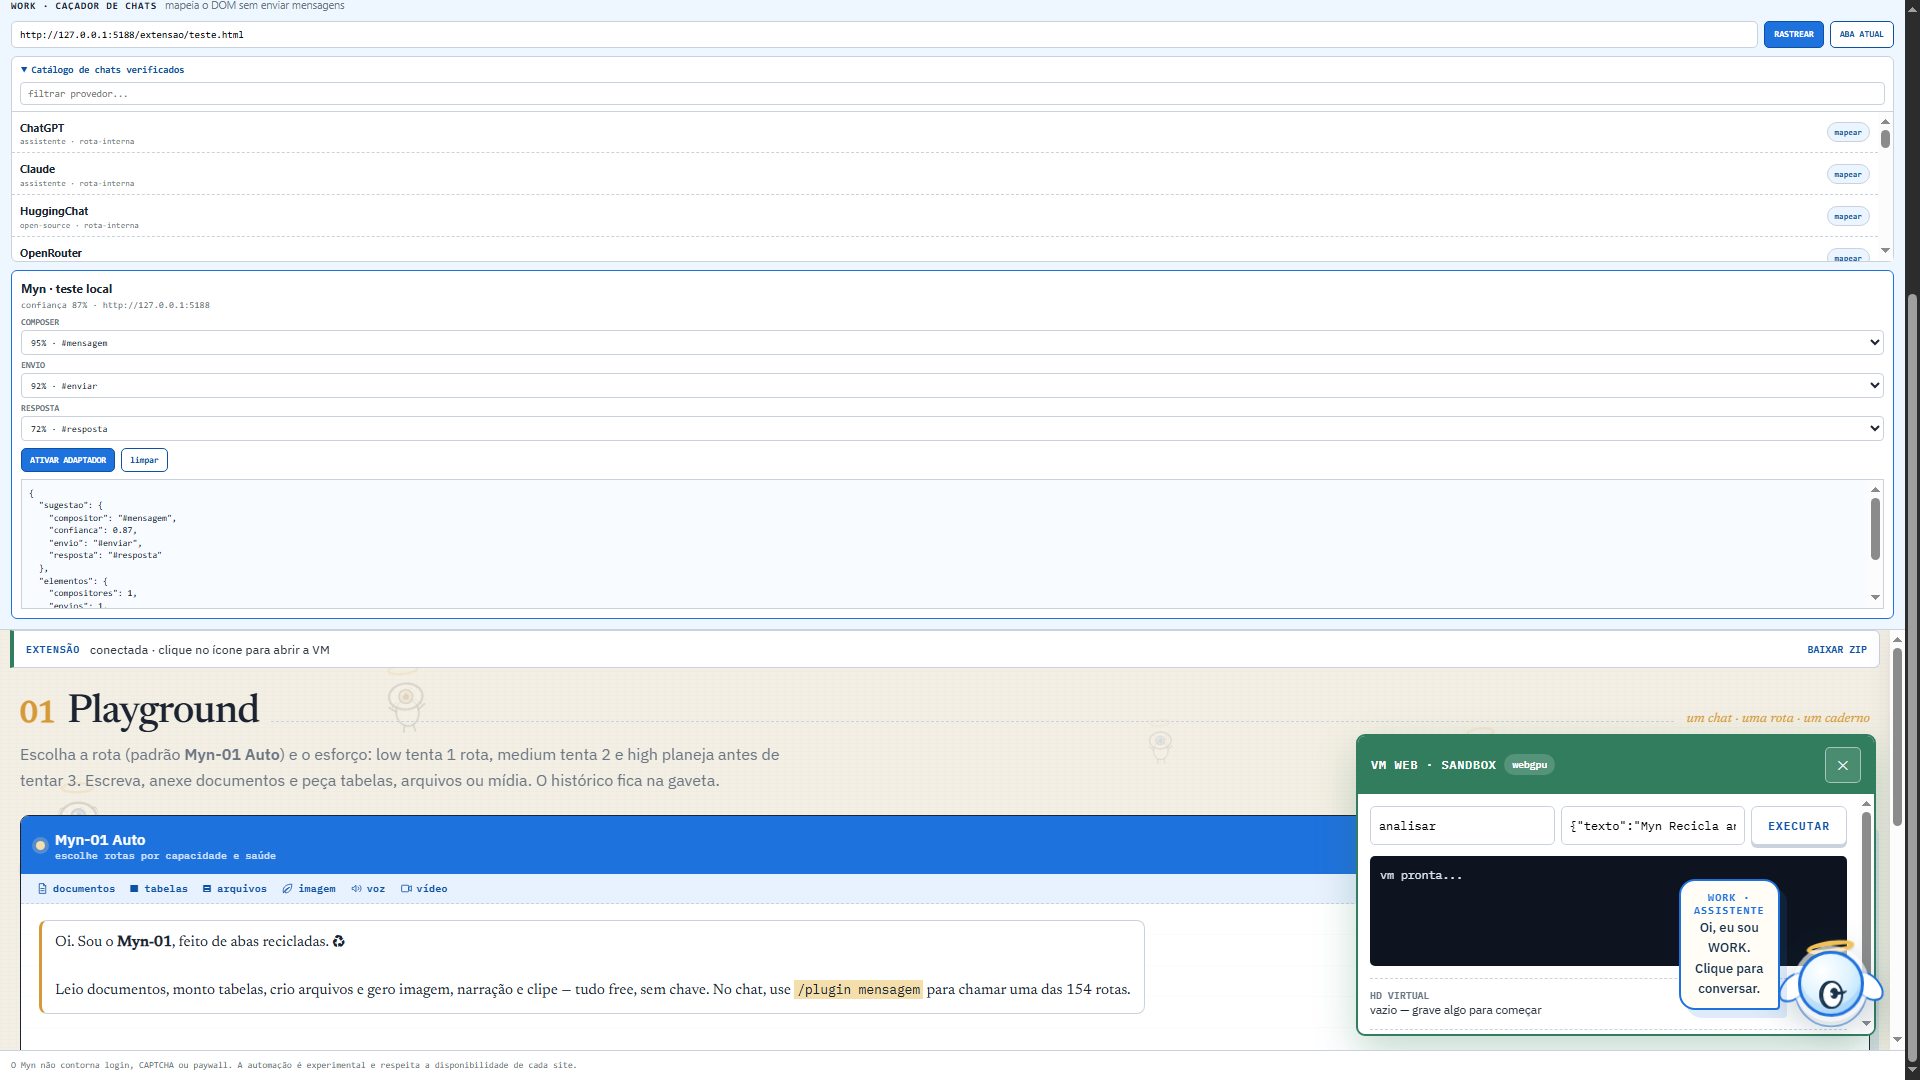 WORK · CAÇADOR DE CHATS mapeia o DOM sem enviar mensagens
http://127.0.0.1:5188/extensao/teste.html
RASTREAR
ABA ATUAL
▼ Catálogo de chats verificados
filtrar provedor...
ChatGPT
assistente · rota-interna
mapear
Claude
assistente · rota-interna
mapear
HuggingChat
open-source · rota-interna
mapear
OpenRouter
mapear
Myn · teste local
confiança 87% · http://127.0.0.1:5188
COMPOSER
95% · #mensagem
ENVIO
92% · #enviar
RESPOSTA
72% · #resposta
ATIVAR ADAPTADOR
limpar
{
"sugestao": {
"compositor": "#mensagem",
"confianca": 0.87,
"envio": "#enviar",
"resposta": "#resposta"
},
"elementos": {
"compositores": 1,
"envios": 1,
EXTENSÃO conectada · clique no ícone para abrir a VM
BAIXAR ZIP
01 Playground
um chat · uma rota · um caderno
Escolha a rota (padrão Myn-01 Auto) e o esforço: low tenta 1 rota, medium tenta 2 e high planeja antes de
tentar 3. Escreva, anexe documentos e peça tabelas, arquivos ou mídia. O histórico fica na gaveta.
Myn-01 Auto
escolhe rotas por capacidade e saúde
documentos tabelas arquivos imagem voz vídeo
Oi. Sou o Myn-01, feito de abas recicladas. ♻
Leio documentos, monto tabelas, crio arquivos e gero imagem, narração e clipe — tudo free, sem chave. No chat, use /plugin mensagem para chamar uma das 154 rotas.
VM WEB · SANDBOX webgpu
×
analisar
{"texto":"Myn Recicla ar
EXECUTAR
vm pronta...
WORK ·
ASSISTENTE
Oi, eu sou
WORK.
Clique para
conversar.
HD VIRTUAL
vazio — grave algo para começar
O Myn não contorna login, CAPTCHA ou paywall. A automação é experimental e respeita a disponibilidade de cada site.